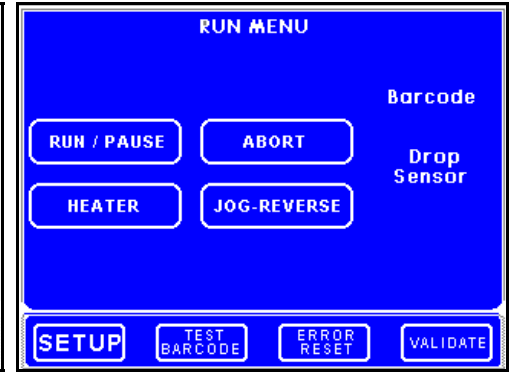 RUN MENU
Barcode
RUN / PAUSE
ABORT
Drop
Sensor
HEATER
JOG-REVERSE
SETUP
TEST
BARCODE
ERROR
RESET
VALIDATE